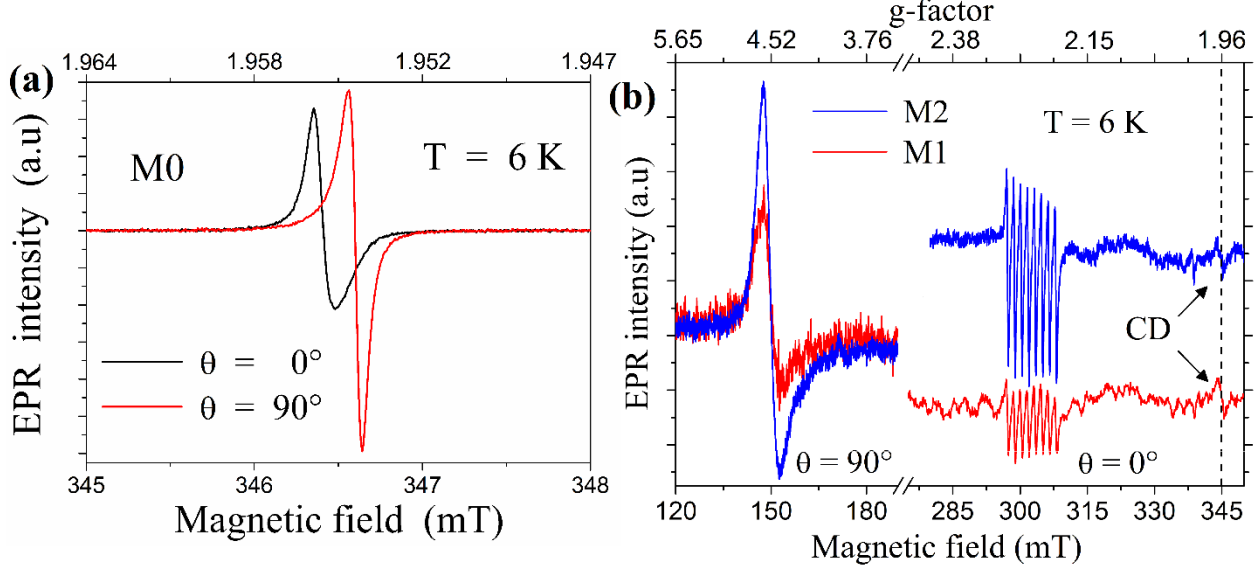 (a)
1.964 1.958 1.952 1.947
M0
T = 6 K
θ = 0°
θ = 90°
EPR intensity (a.u)
345 346 347 348
Magnetic field (mT)
(b)
g-factor
5.65 4.52 3.76 2.38 2.15 1.96
M2
M1
T = 6 K
CD
θ = 90°
θ = 0°
EPR intensity (a.u)
120 150 180 285 300 315 330 345
Magnetic field (mT)